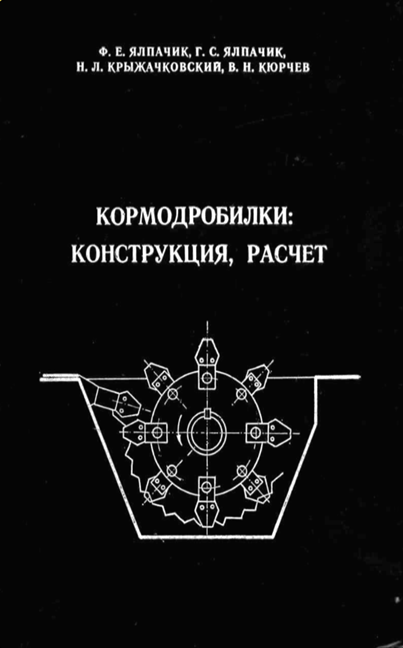 Ф. Е. ЯЛПАЧИК, Г. С. ЯЛПАЧИК,
Н. Л. КРЫЖАЧКОВСКИЙ, В. Н. КЮРЧЕВ
КОРМОДРОБИЛКИ:
КОНСТРУКЦИЯ, РАСЧЕТ